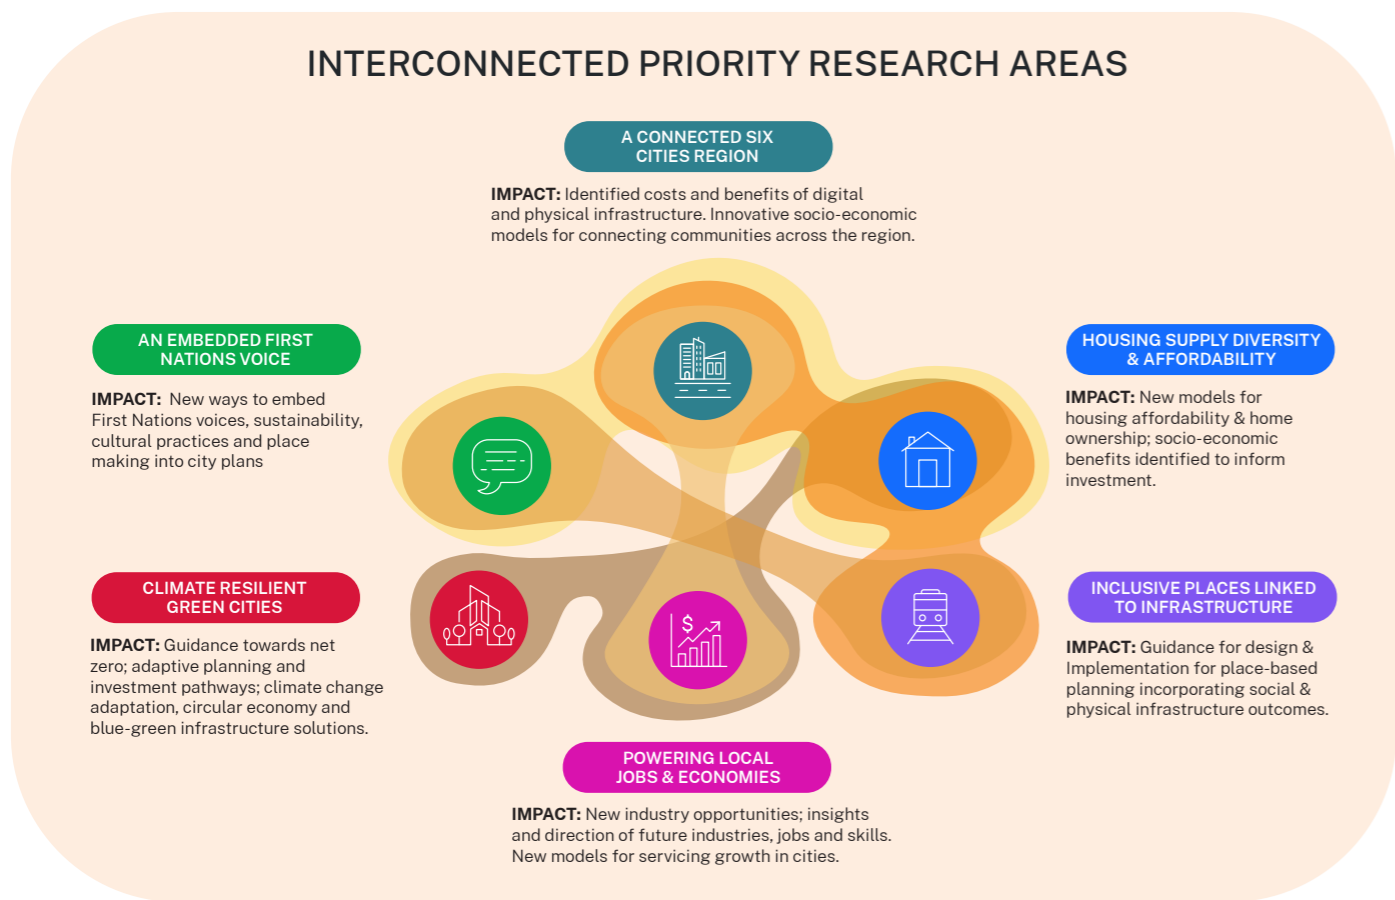 INTERCONNECTED PRIORITY RESEARCH AREAS
A CONNECTED SIX
CITIES REGION
IMPACT: Identified costs and benefits of digital
and physical infrastructure. Innovative socio-economic
models for connecting communities across the region.
AN EMBEDDED FIRST
NATIONS VOICE
IMPACT: New ways to embed
First Nations voices, sustainability,
cultural practices and place
making into city plans
HOUSING SUPPLY DIVERSITY
& AFFORDABILITY
IMPACT: New models for
housing affordability & home
ownership; socio-economic
benefits identified to inform
investment.
CLIMATE RESILIENT
GREEN CITIES
IMPACT: Guidance towards net
zero; adaptive planning and
investment pathways; climate change
adaptation, circular economy and
blue-green infrastructure solutions.
$
INCLUSIVE PLACES LINKED
TO INFRASTRUCTURE
IMPACT: Guidance for design &
Implementation for place-based
planning incorporating social &
physical infrastructure outcomes.
POWERING LOCAL
JOBS & ECONOMIES
IMPACT: New industry opportunities; insights
and direction of future industries, jobs and skills.
New models for servicing growth in cities.